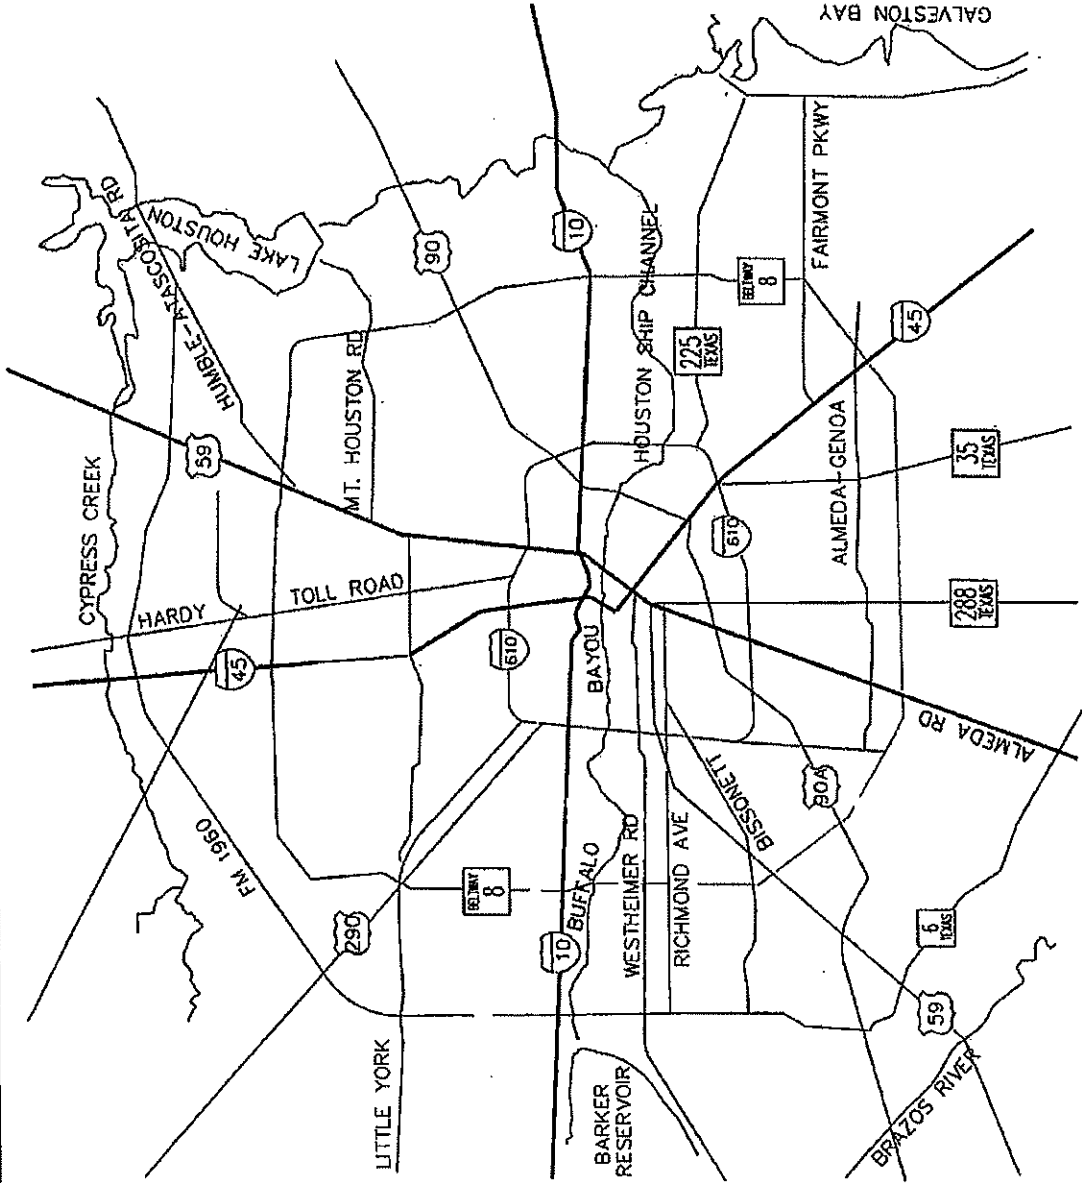 GALVESTON BAY
HUMBLE-ATASCOSITA RD
LAKE HOUSTON
CYPRESS CREEK
59
90
10
HOUSTON SHIP CHANNEL
BELTWAY
8
FAIRMONT PKWY
225
TEXAS
45
MT. HOUSTON RD
HARDY
TOLL ROAD
45
610
BAYOU
610
ALMEDA-GENOA
35
TEXAS
288
TEXAS
ALMEDA RD
FM 1960
290
BELTWAY
8
10
BUFFALO
WESTHEIMER RD
RICHMOND AVE
BISSONETT
90A
6
TEXAS
59
LITTLE YORK
BARKER
RESERVOIR
BRAZOS RIVER